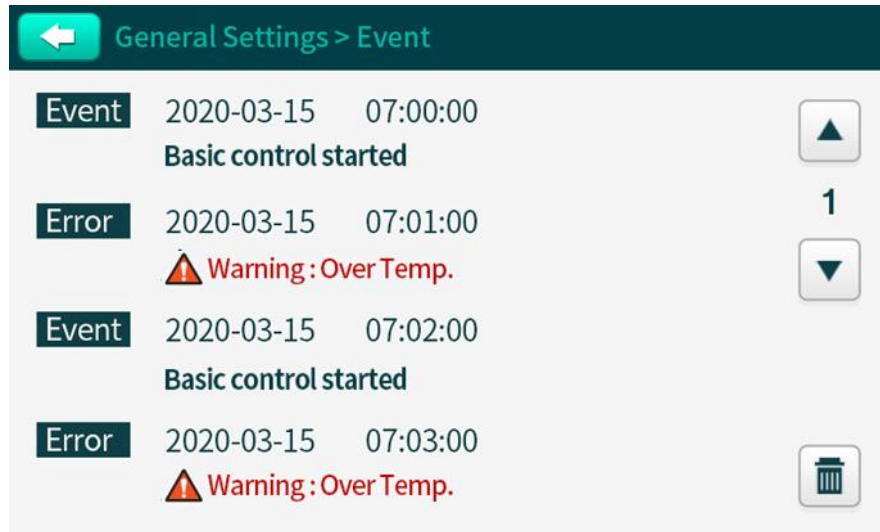 General Settings > Event
Event 2020-03-15 07:00:00
Basic control started
Error 2020-03-15 07:01:00
Warning : Over Temp.
1
Event 2020-03-15 07:02:00
Basic control started
Error 2020-03-15 07:03:00
Warning : Over Temp.